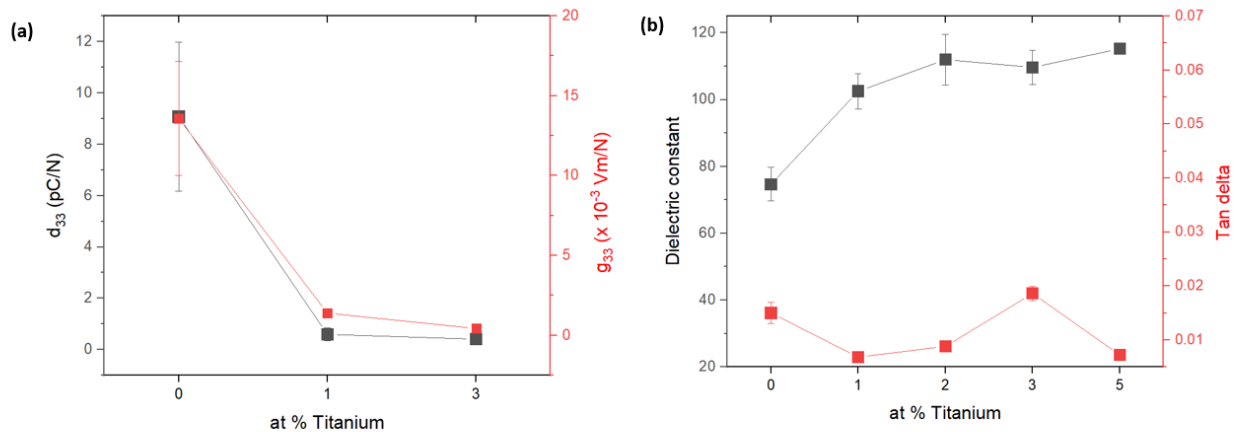 (a)
d33 (pC/N)
12
10
8
6
4
2
0
20
15
10
5
0
g33 (x 10-3 Vm/N)
0 1 3
at % Titanium
(b)
Dielectric constant
120
100
80
60
40
20
0.07
0.06
0.05
0.04
0.03
0.02
0.01
Tan delta
0 1 2 3 5
at % Titanium